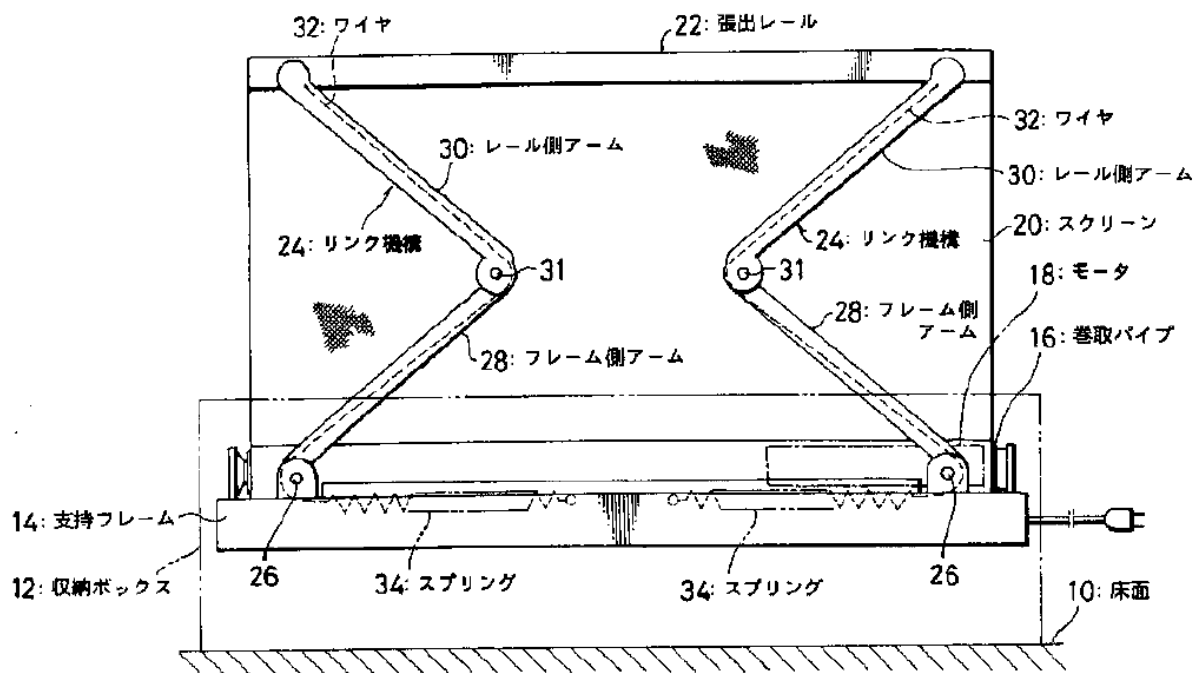 22: 張出レール
32: ワイヤ
32: ワイヤ
30: レール側アーム
30: レール側アーム
24: リンク機構
24: リンク機構
20: スクリーン
31
31
18: モータ
28: フレーム側
アーム
28: フレーム側アーム
16: 巻取パイプ
14: 支持フレーム
12: 収納ボックス
26
34: スプリング
34: スプリング
26
10: 床面